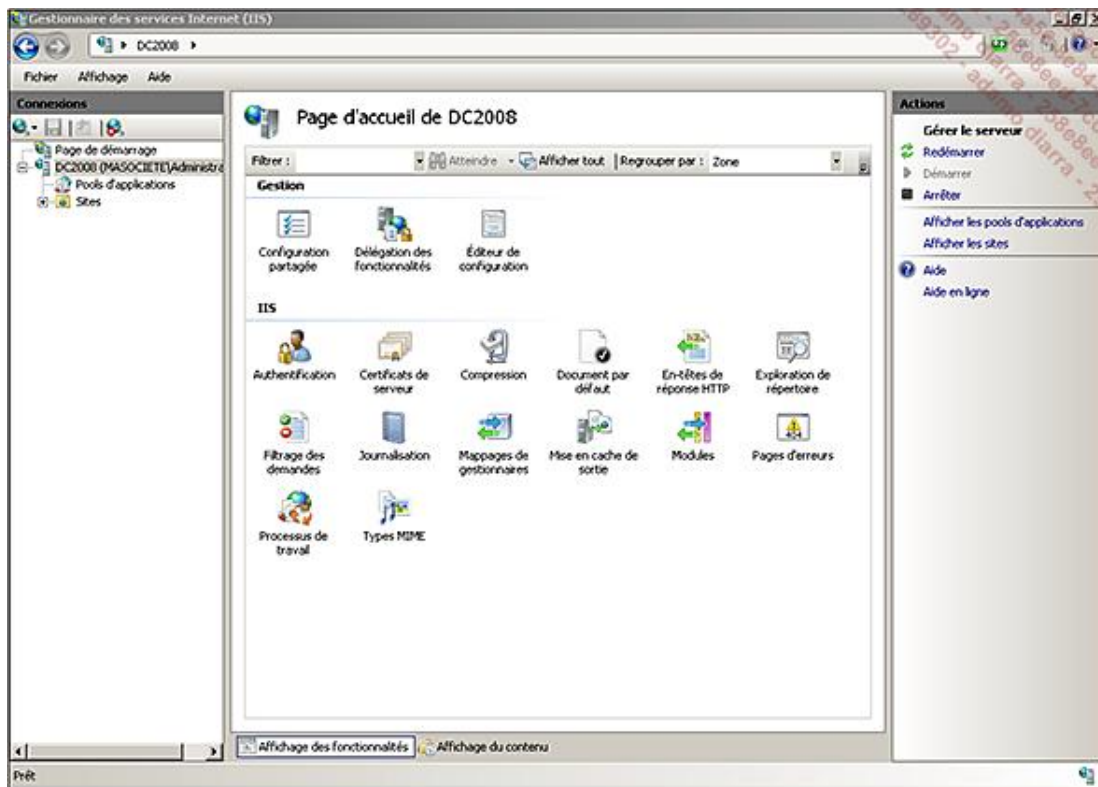 Gestionnaire des services Internet (IIS)
DC2008
Fichier Affichage Aide
Connexions
Page de démarrage
DC2008 (MASOCIETE\Administra
Pools d'applications
Sites
Page d'accueil de DC2008
Filtrer : Atteindre Afficher tout Regrouper par : Zone
Gestion
Configuration partagée
Délégation des fonctionnalités
Éditeur de configuration
IIS
Authentification
Certificats de serveur
Compression
Document par défaut
En-têtes de réponse HTTP
Exploration de répertoire
Filtrage des demandes
Journalisation
Mappages de gestionnaires
Mise en cache de sortie
Modules
Pages d'erreurs
Processus de travail
Types MIME
Affichage des fonctionnalités Affichage du contenu
Actions
Gérer le serveur
Redémarrer
Démarrer
Arrêter
Afficher les pools d'applications
Afficher les sites
Aide
Aide en ligne
Prêt
adamo diarra